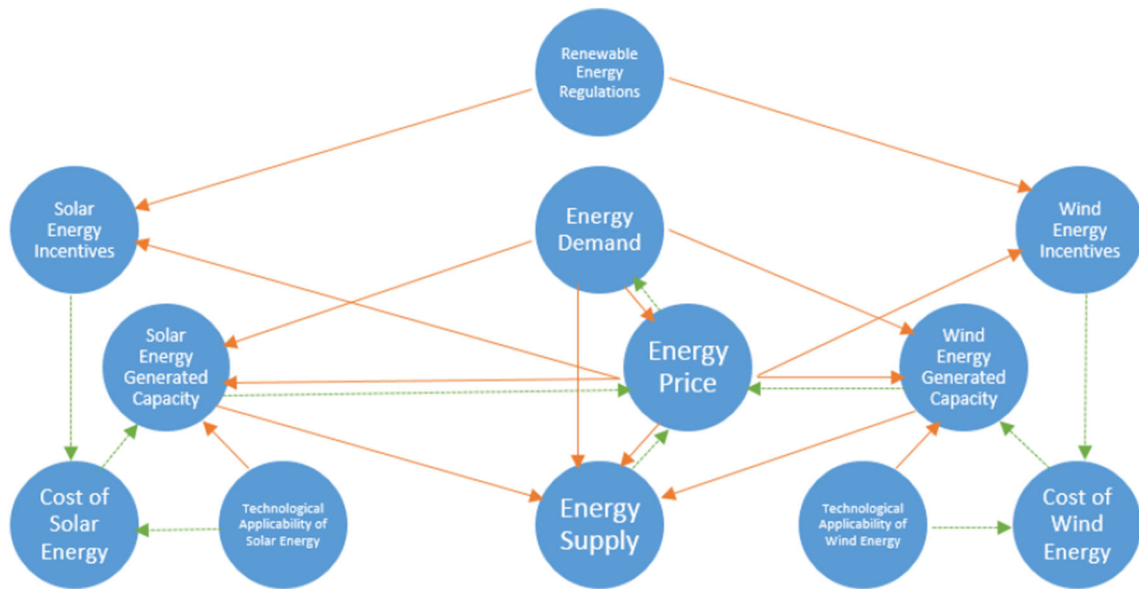 Renewable
Energy
Regulations
Solar
Energy
Incentives
Energy
Demand
Wind
Energy
Incentives
Solar
Energy
Generated
Capacity
Energy
Price
Wind
Energy
Generated
Capacity
Cost of
Solar
Energy
Technological
Applicability of
Solar Energy
Energy
Supply
Technological
Applicability of
Wind Energy
Cost of
Wind
Energy